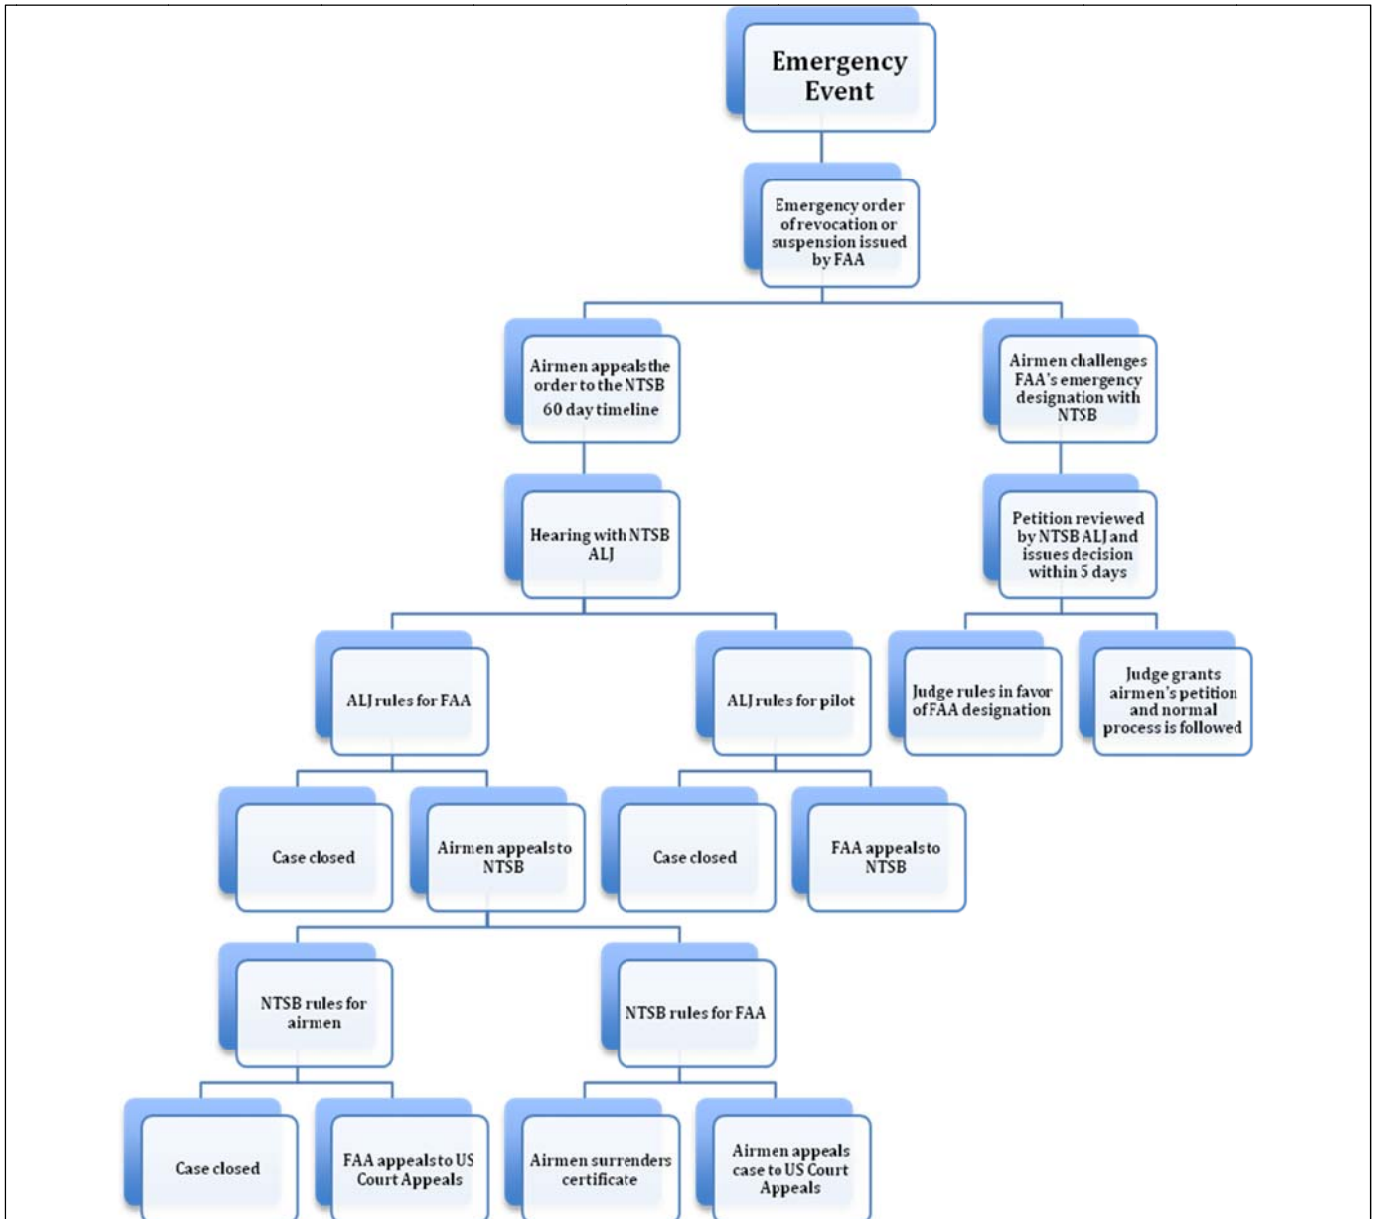 Emergency
Event
Emergency order
of revocation or
suspension issued
by FAA
Airmen appeals the
order to the NTSB
60 day timeline
Airmen challenges
FAA's emergency
designation with
NTSB
Hearing with NTSB
ALJ
Petition reviewed
by NTSB ALJ and
issues decision
within 5 days
ALJ rules for FAA
ALJ rules for pilot
Judge rules in favor
of FAA designation
Judge grants
airmen's petition
and normal
process is followed
Case closed
Airmen appeals to
NTSB
Case closed
FAA appeals to
NTSB
NTSB rules for
airmen
NTSB rules for FAA
Case closed
FAA appeals to US
Court Appeals
Airmen surrenders
certificate
Airmen appeals
case to US Court
Appeals